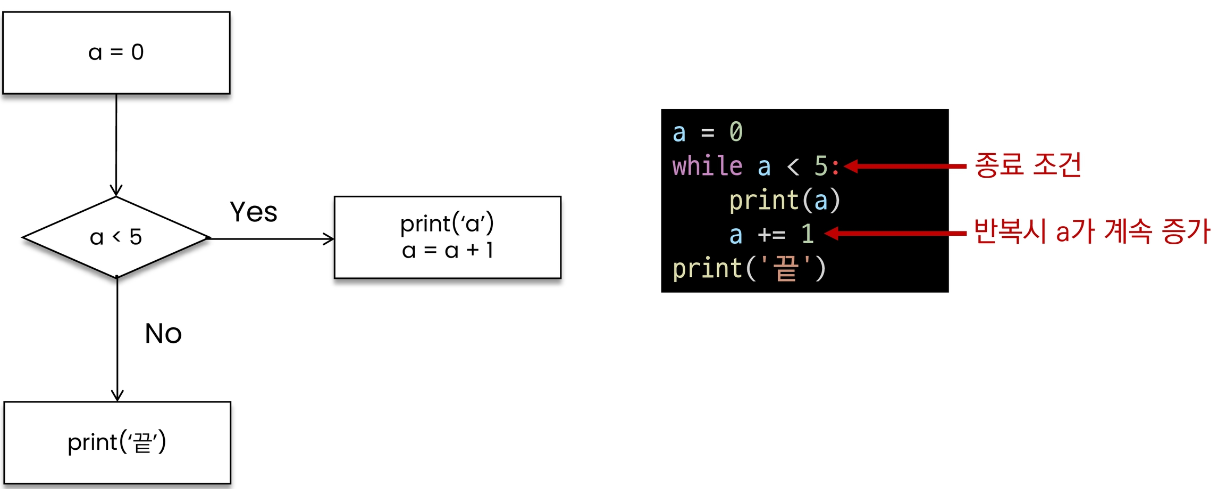 a = 0
a < 5
Yes
print(‘a’)
a = a + 1
No
print(‘끝’)
a = 0
while a < 5:
print(a)
a += 1
print('끝')
종료 조건
반복시 a가 계속 증가